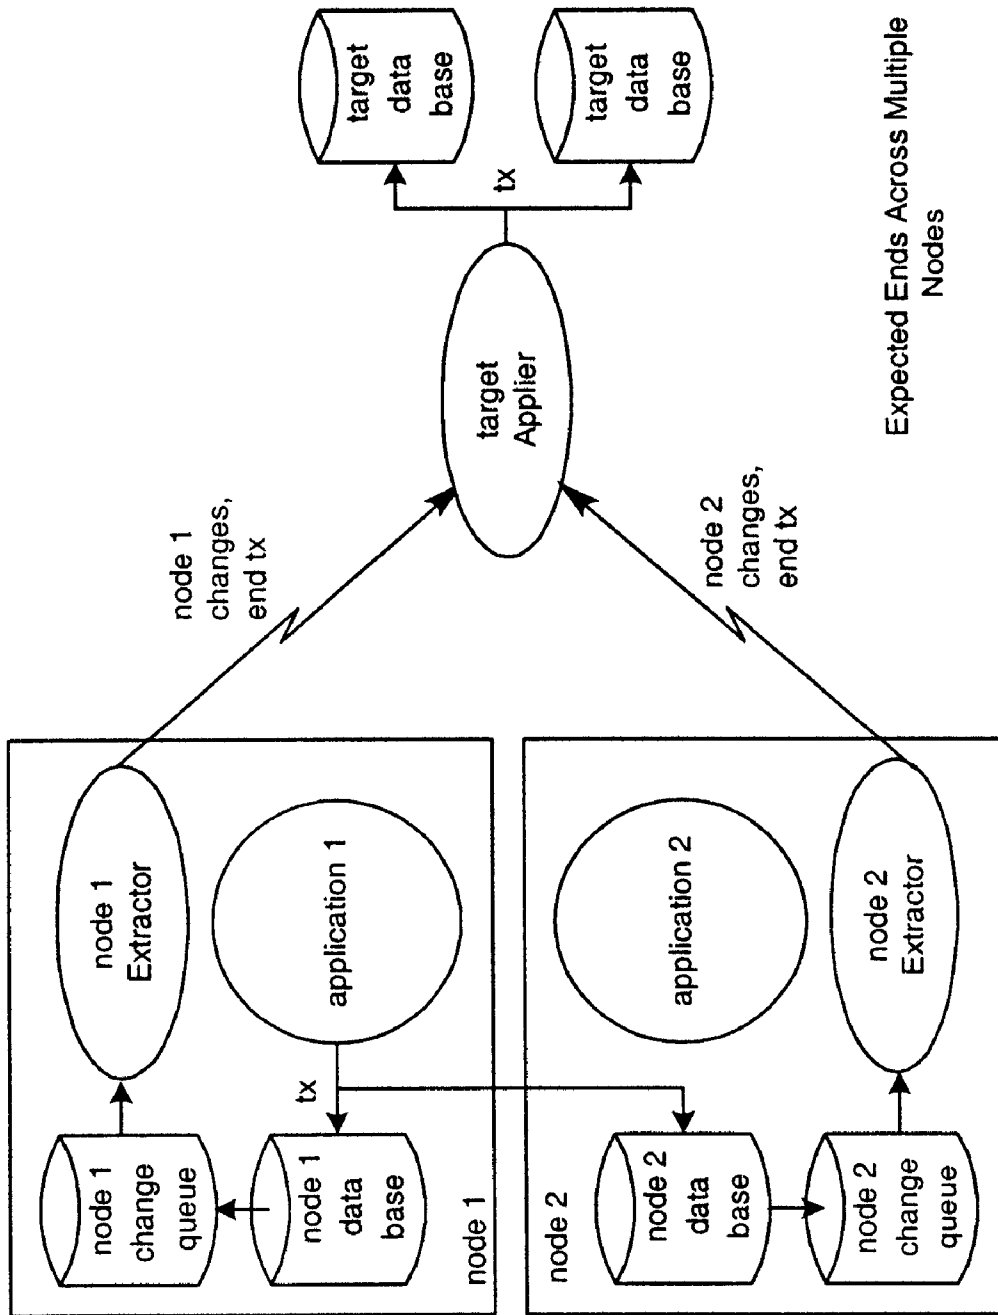 node 1
change
queue
node 1
Extractor
node 1
data
base
tx
application 1
node 1
node 1
changes,
end tx
node 2
node 2
data
base
application 2
node 2
change
queue
node 2
Extractor
node 2
changes,
end tx
target
Applier
tx
target
data
base
target
data
base
Expected Ends Across Multiple
Nodes